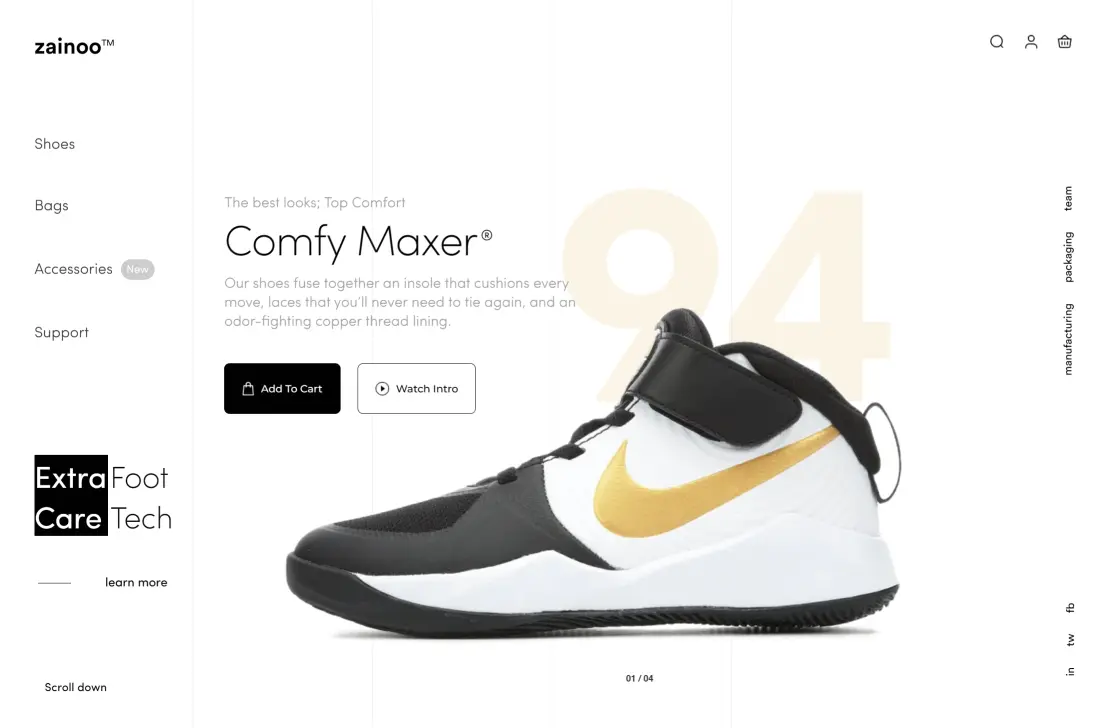 zainoo™
Shoes
Bags
Accessories New
Support
Extra Foot
Care Tech
learn more
Scroll down
The best looks; Top Comfort
Comfy Maxer®
Our shoes fuse together an insole that cushions every
move, laces that you'll never need to tie again, and an
odor-fighting copper thread lining.
Add To Cart
Watch Intro
94
01 / 04
team
packaging
manufacturing
fb
tw
in